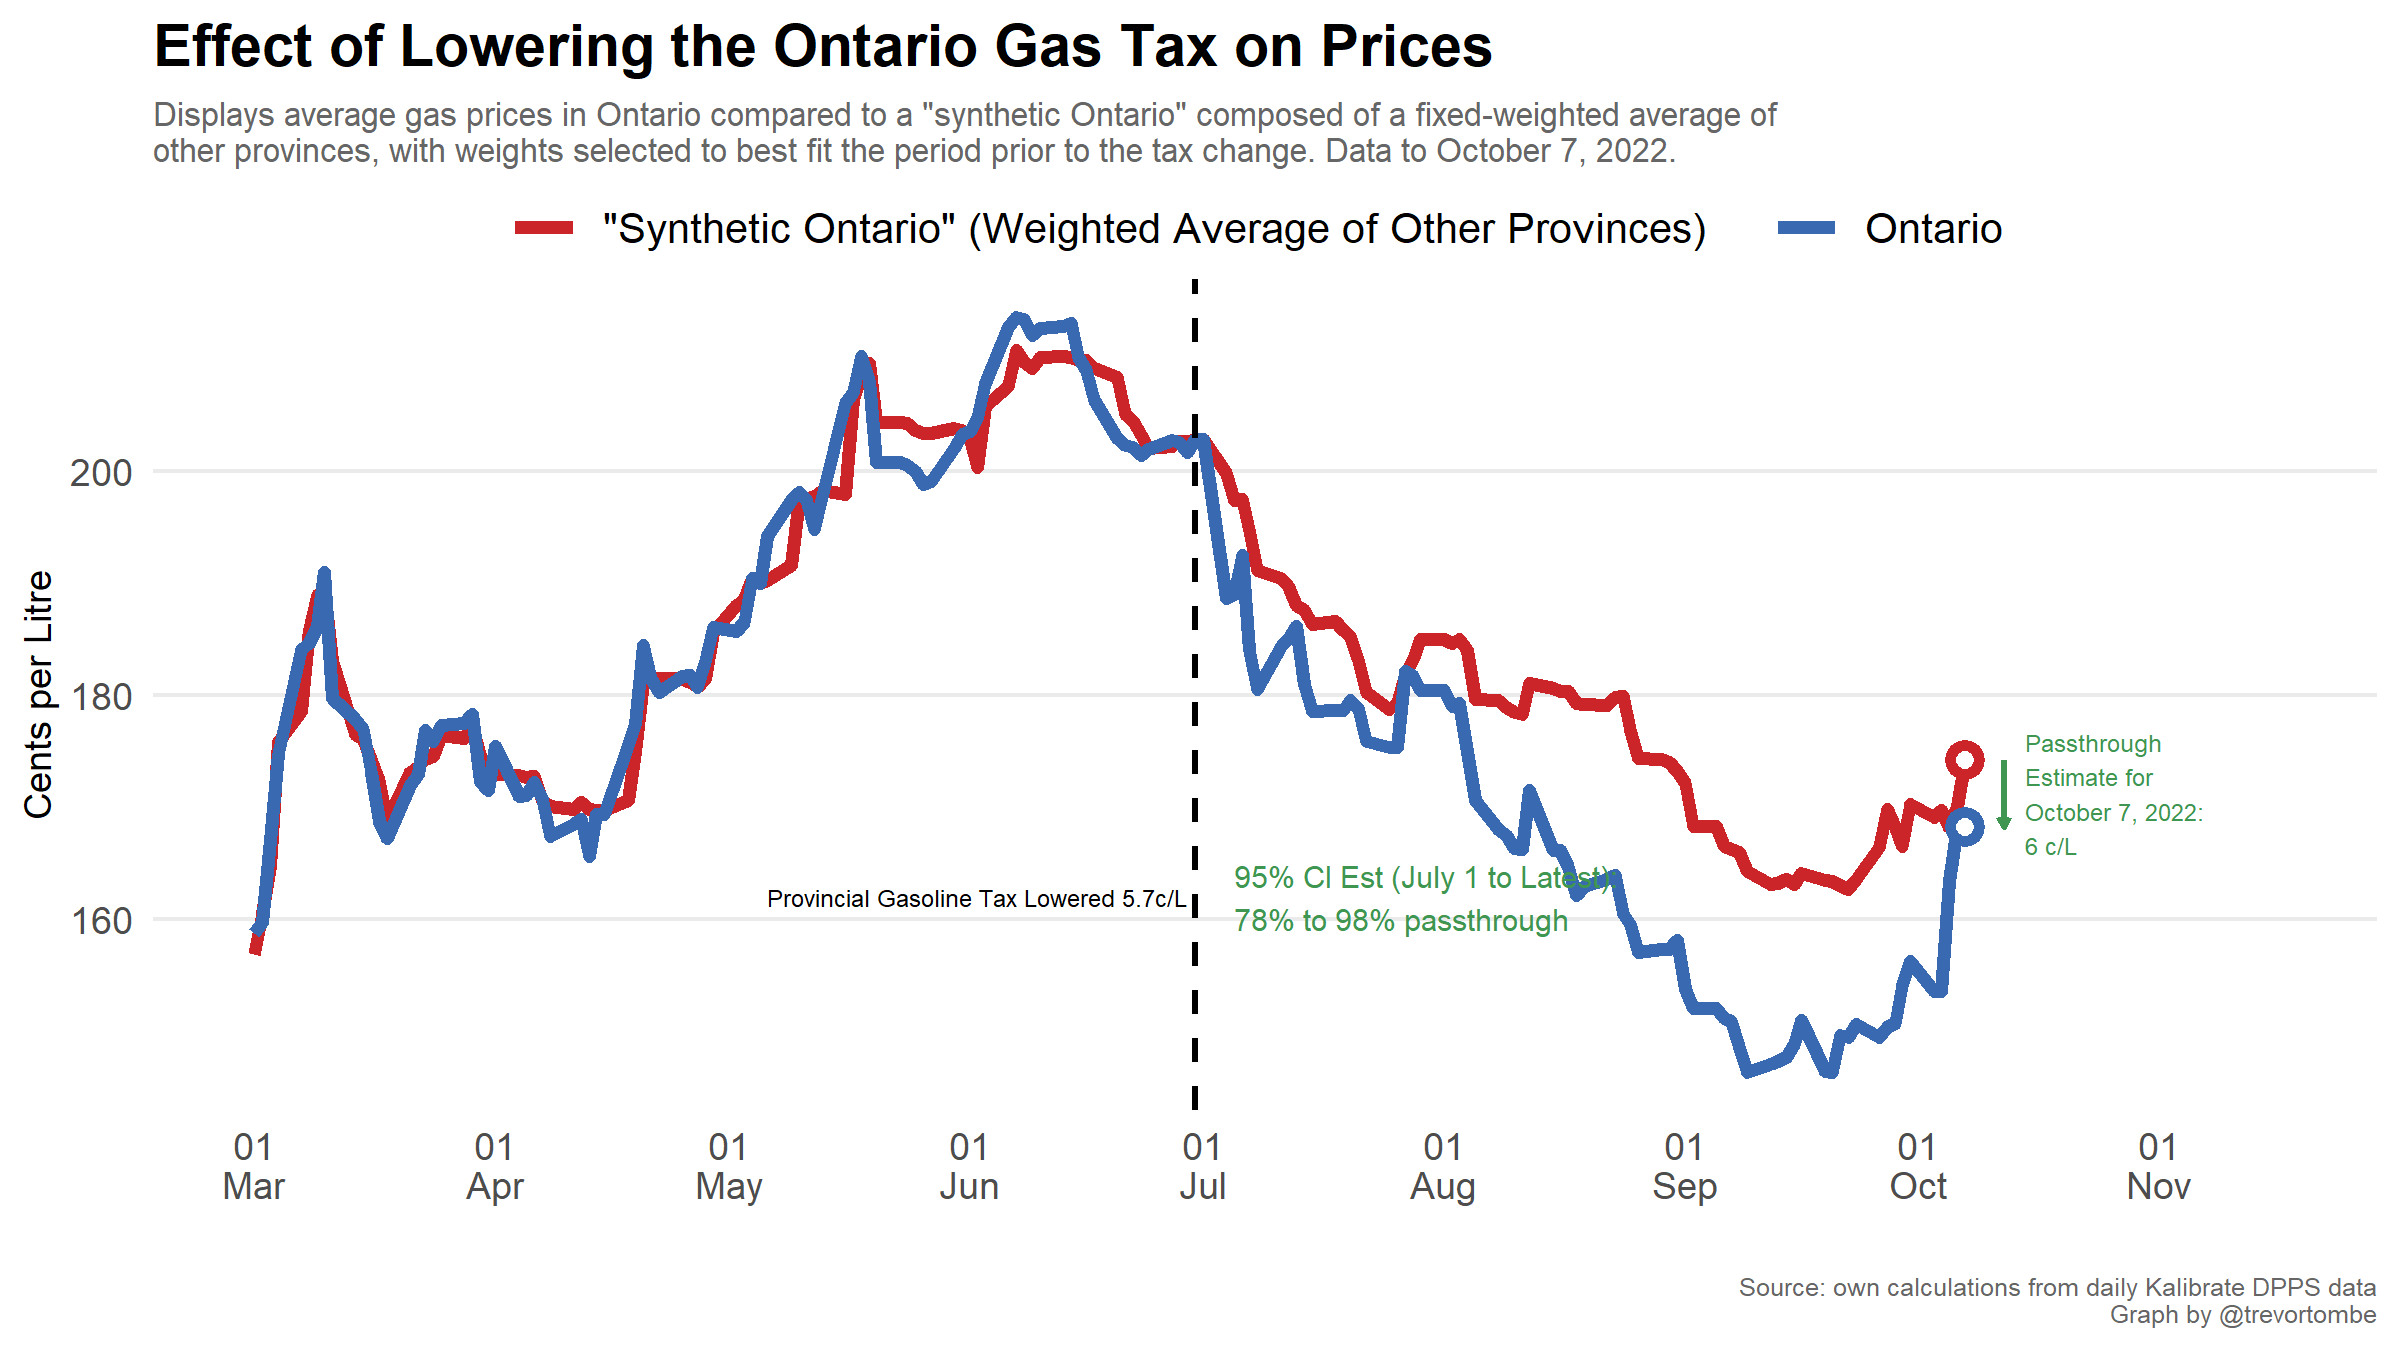 Effect of Lowering the Ontario Gas Tax on Prices
Displays average gas prices in Ontario compared to a "synthetic Ontario" composed of a fixed-weighted average of
other provinces, with weights selected to best fit the period prior to the tax change. Data to October 7, 2022.
"Synthetic Ontario" (Weighted Average of Other Provinces)
Ontario
Cents per Litre
200
180
160
Provincial Gasoline Tax Lowered 5.7c/L
95% CI Est (July 1 to Latest):
78% to 98% passthrough
Passthrough
Estimate for
October 7, 2022:
6 c/L
01
Mar
01
Apr
01
May
01
Jun
01
Jul
01
Aug
01
Sep
01
Oct
01
Nov
Source: own calculations from daily Kalibrate DPPS data
Graph by @trevortombe